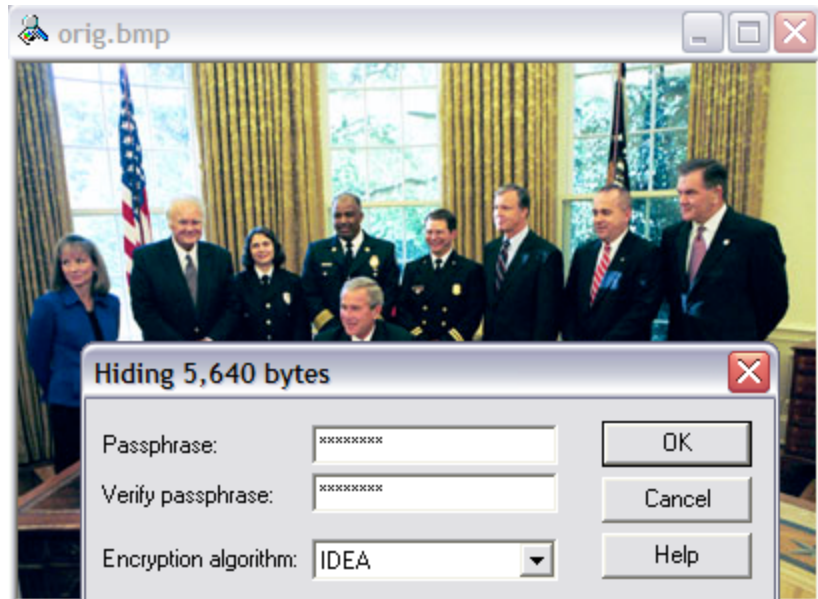 orig.bmp
Hiding 5,640 bytes
Passphrase: ******** OK
Verify passphrase: ******** Cancel
Encryption algorithm: IDEA Help